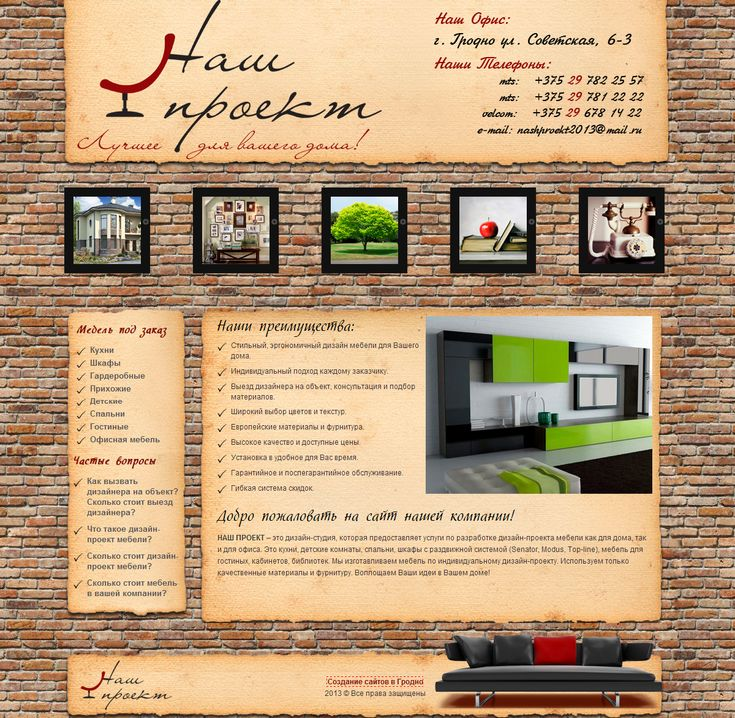 Наш
проект
Лучшее для вашего дома!
Наш Офис:
г. Гродно ул. Советская, 6-3
Наши Телефоны:
mts: +375 29 782 25 57
mts: +375 29 781 22 22
velcom: +375 29 678 14 22
e-mail: nashproekt2013@mail.ru
Мебель под заказ
Кухни
Шкафы
Гардеробные
Прихожие
Детские
Спальни
Гостиные
Офисная мебель
Частые вопросы
Как вызвать
дизайнера на объект?
Сколько стоит выезд
дизайнера?
Что такое дизайн-
проект мебели?
Сколько стоит дизайн-
проект мебели?
Сколько стоит мебель
в вашей компании?
Наши преимущества:
Стильный, эргономичный дизайн мебели для Вашего
дома.
Индивидуальный подход каждому заказчику.
Выезд дизайнера на объект, консультация и подбор
материалов.
Широкий выбор цветов и текстур.
Европейские материалы и фурнитура.
Высокое качество и доступные цены.
Установка в удобное для Вас время.
Гарантийное и послегарантийное обслуживание.
Гибкая система скидок.
Добро пожаловать на сайт нашей компании!
НАШ ПРОЕКТ – это дизайн-студия, которая предоставляет услуги по разработке дизайн-проекта мебели как для дома, так
и для офиса. Это кухни, детские комнаты, спальни, шкафы с раздвижной системой (Senator, Modus, Top-line), мебель для
гостиных, кабинетов, библиотек. Мы изготавливаем мебель по индивидуальному дизайн-проекту. Используем только
качественные материалы и фурнитуру. Воплощаем Ваши идеи в Вашем доме!
Наш
проект
Создание сайтов в Гродно
2013 © Все права защищены